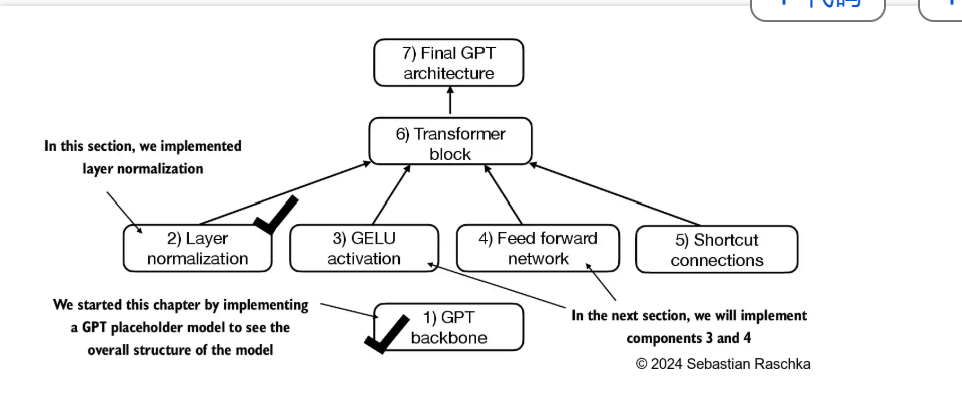 代码
7) Final GPT
architecture
6) Transformer
block
In this section, we implemented
layer normalization
2) Layer
normalization
3) GELU
activation
4) Feed forward
network
5) Shortcut
connections
We started this chapter by implementing
a GPT placeholder model to see the
overall structure of the model
1) GPT
backbone
In the next section, we will implement
components 3 and 4
© 2024 Sebastian Raschka